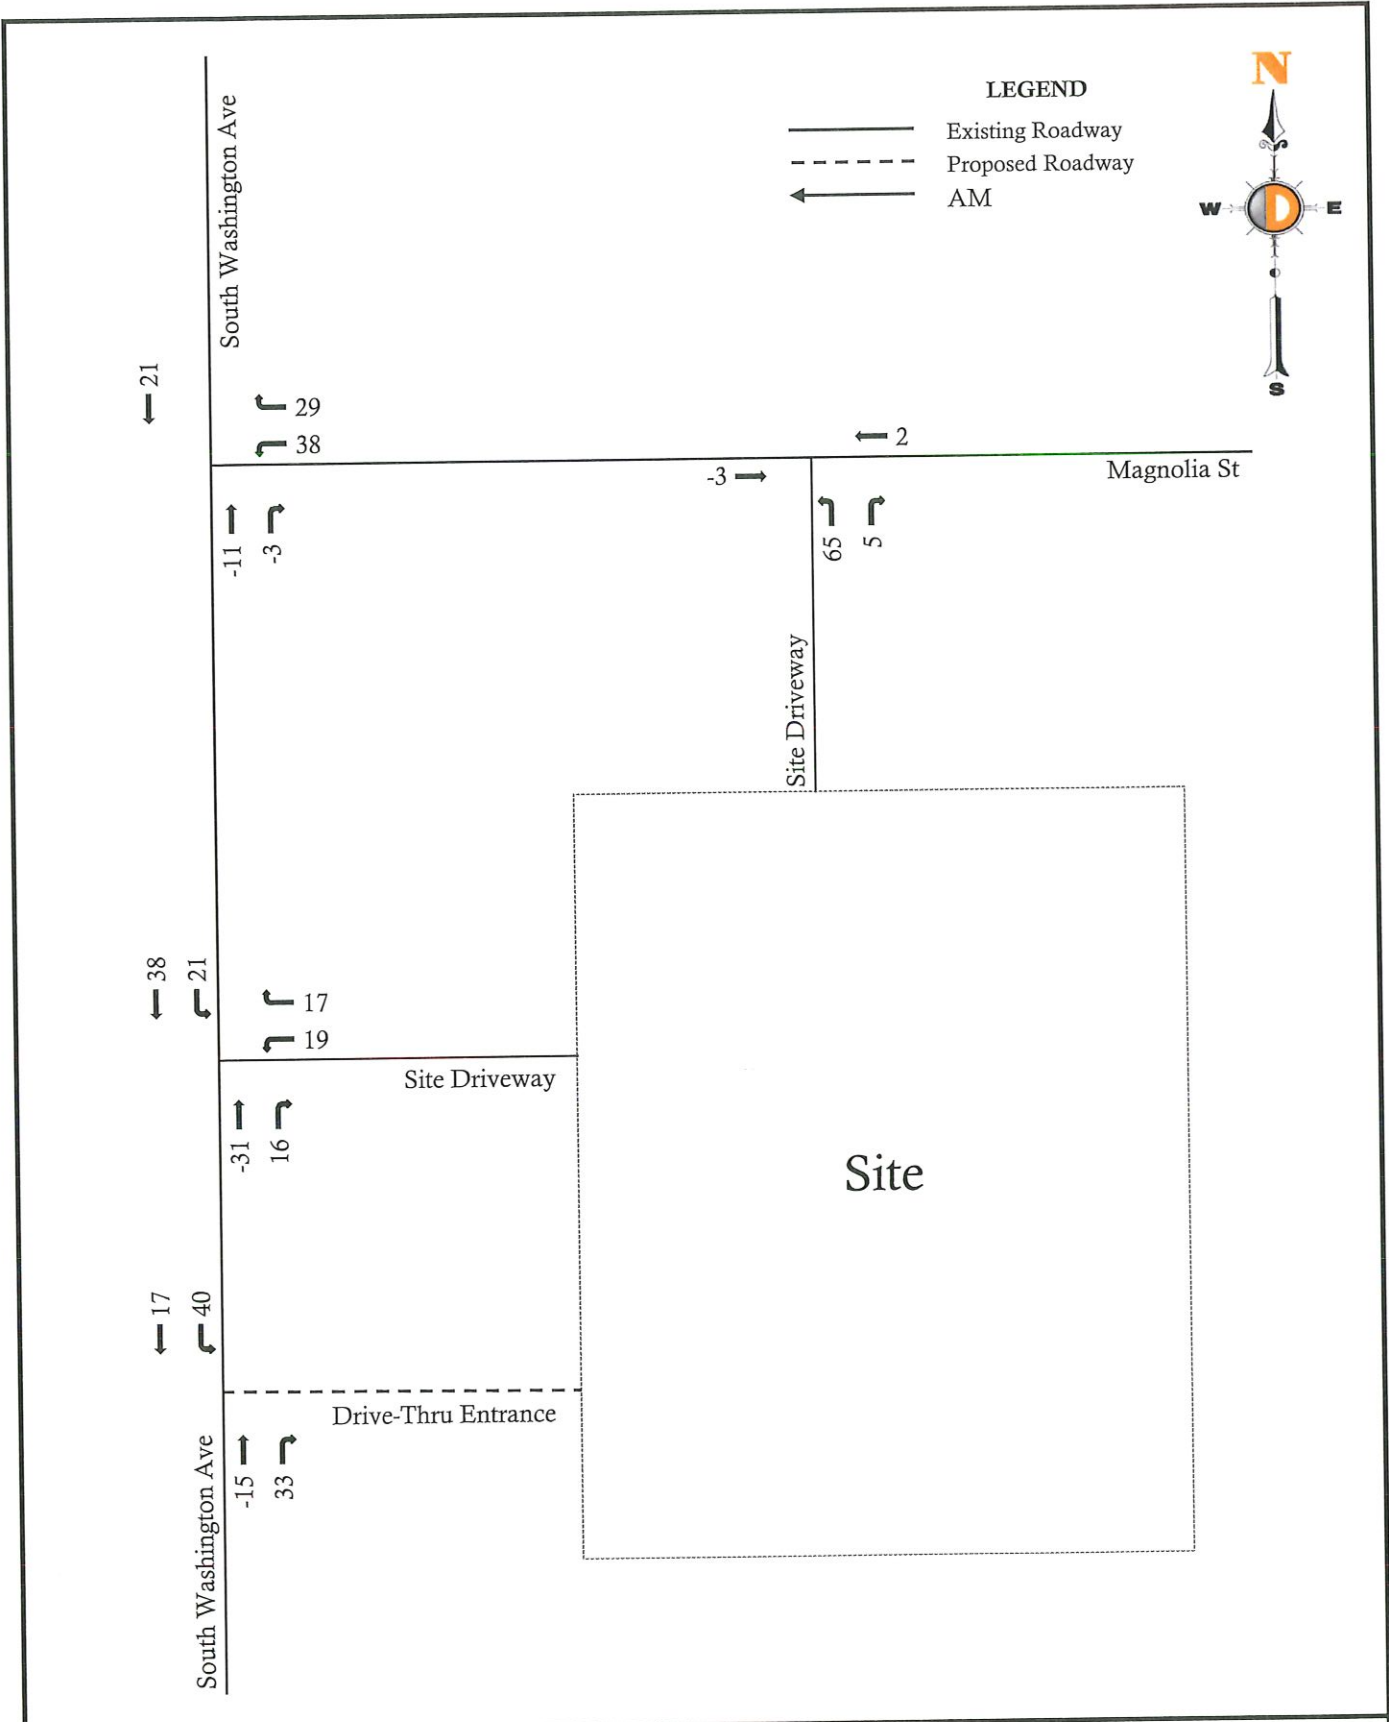 N
LEGEND
Existing Roadway
Proposed Roadway
AM
W D E
S
South Washington Ave
21
29
38
2
-3
Magnolia St
-11
-3
65
5
Site Driveway
38
21
17
19
Site Driveway
-31
16
Site
17
40
Drive-Thru Entrance
-15
33
South Washington Ave